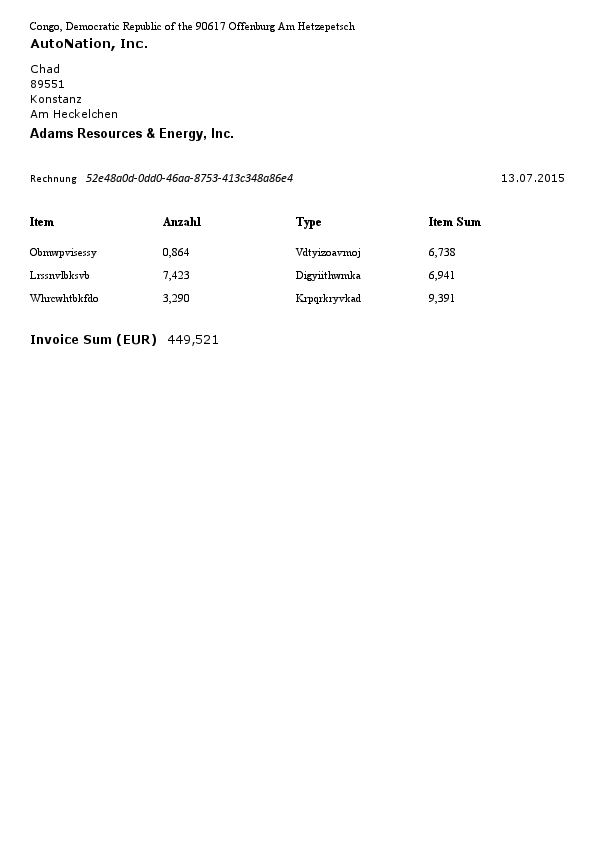 Congo, Democratic Republic of the 90617 Offenburg Am Hetzepetsch
AutoNation, Inc.
Chad
89551
Konstanz
Am Heckelchen
Adams Resources & Energy, Inc.
Rechnung 52e48a0d-0dd0-46aa-8753-413c348a86e4 13.07.2015
Item Anzahl Type Item Sum
Obnwpvisessy 0,864 Vdtyizoavmoj 6,738
Lrssnvlbksvb 7,423 Digyiithwmka 6,941
Whrcwhtbkfdo 3,290 Krpqrkryvkad 9,391
Invoice Sum (EUR) 449,521